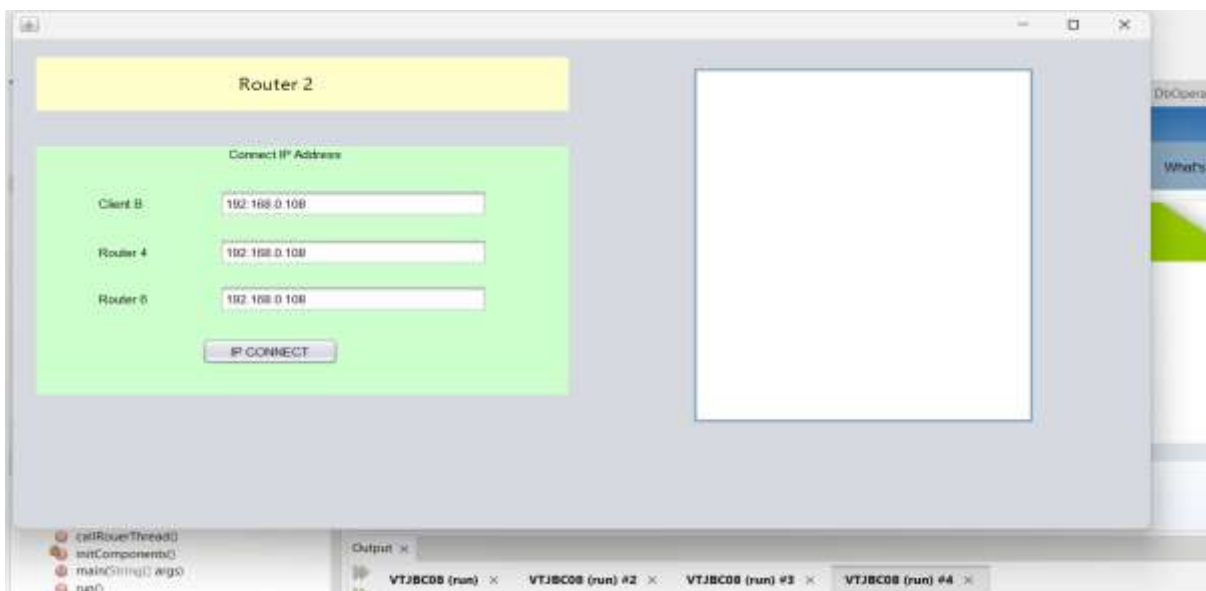 Router 2
DbOpera
Connect IP Address
What's
Client B 192.168.0.108
Router 4 192.168.0.108
Router 6 192.168.0.108
IP CONNECT
callRouerThread()
initComponents()
main(String[] args)
run()
Output ×
VTJBC08 (run) × VTJBC08 (run) #2 × VTJBC08 (run) #3 × VTJBC08 (run) #4 ×